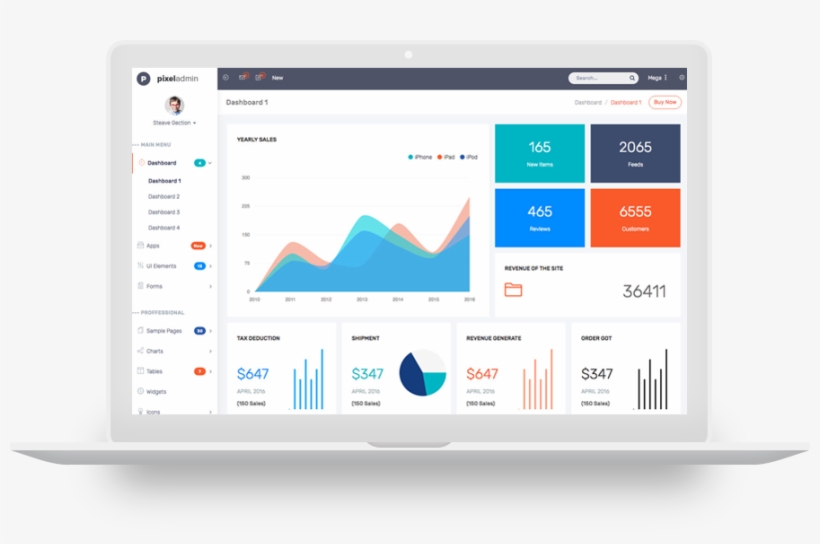 P pixeladmin
New
Search...
Mega
Steave Gection
Dashboard 1
Dashboard / Dashboard 1
Buy Now
MAIN MENU
Dashboard 4
Dashboard 1
Dashboard 2
Dashboard 3
Dashboard 4
Apps New
UI Elements
Forms
PROFFESSIONAL
Sample Pages
Charts
Tables 7
Widgets
Icons
YEARLY SALES
iPhone iPad iPod
300
225
150
75
0
2010 2011 2012 2013 2014 2015 2016
165
New items
2065
Feeds
465
Reviews
6555
Customers
REVENUE OF THE SITE
36411
TAX DEDUCTION
$647
APRIL 2016
(150 Sales)
SHIPMENT
$347
APRIL 2016
(150 Sales)
REVENUE GENERATE
$647
APRIL 2016
(150 Sales)
ORDER GOT
$347
APRIL 2016
(150 Sales)